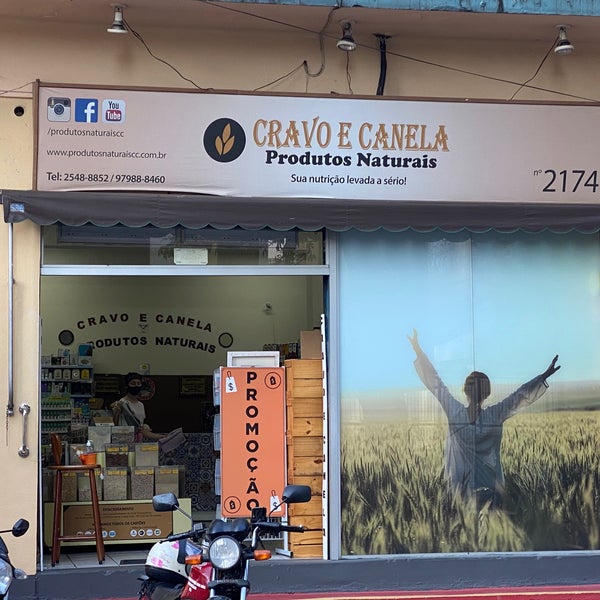 You
Tube
/produtosnaturaiscc
www.produtosnaturaiscc.com.br
Tel: 2548-8852 / 97988-8460
CRAVO E CANELA
Produtos Naturais
Sua nutrição levada a sério!
nº 2174
CRAVO E CANELA
PRODUTOS NATURAIS
PROMOÇÃO